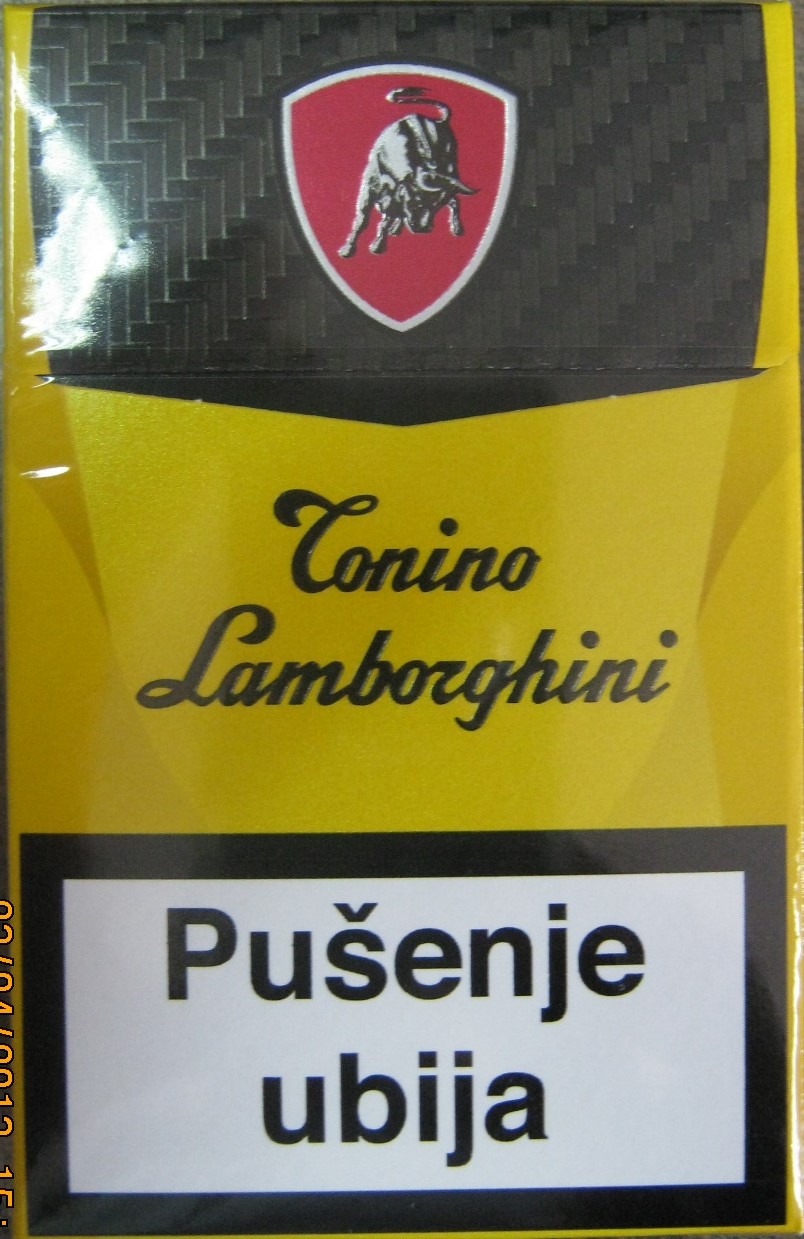 Tonino
Lamborghini
Pušenje
ubija